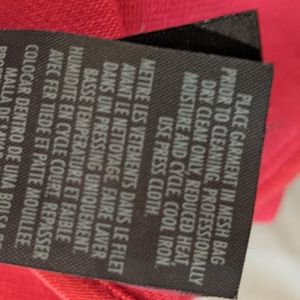 PLACE GARMENT IN MESH BAG
PRIOR TO CLEANING. PROFESSIONALLY
DRY CLEAN ONLY, REDUCED HEAT,
MOISTURE AND CYCLE. COOL IRON.
USE PRESS CLOTH.
METTRE LES VETEMENTS DANS LE FILET
AVANT LE NETTOYAGE. FAIRE LAVER
DANS UN PRESSING UNIQUEMENT.
BASSE TEMPERATURE ET FAIBLE
HUMIDITE EN CYCLE COURT. REPASSER
AVEC FER TIEDE ET PATTE MOUILLEE.
COLOCAR DENTRO DE UNA BOLSA